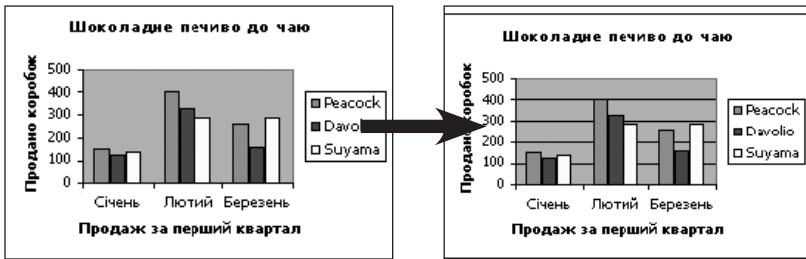 Шоколадне печиво до чаю
Продано коробок
500
400
300
200
100
0
Січень Лютий Березень
Продаж за перший квартал
Peacock
Suyama
Шоколадне печиво до чаю
Продано коробок
500
400
300
200
100
0
Січень Лютий Березень
Продаж за перший квартал
Peacock
Davolio
Suyama